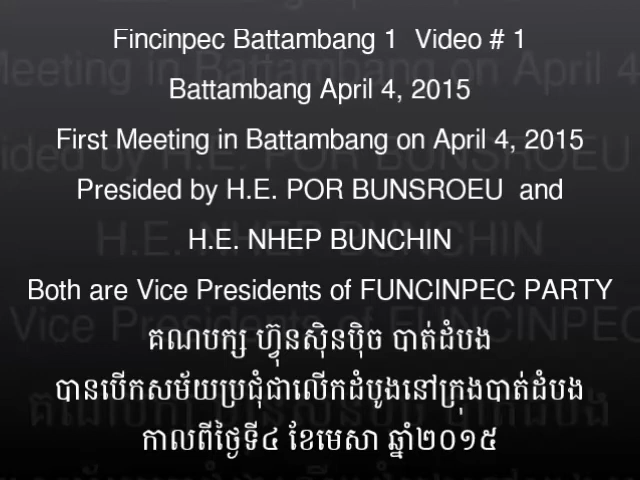 Fincinpec Battambang 1  Video # 1
Battambang April 4, 2015
First Meeting in Battambang on April 4, 2015
Presided by H.E. POR BUNSROEU  and
H.E. NHEP BUNCHIN
Both are Vice Presidents of FUNCINPEC PARTY
គណបក្ស ហ៊្វុនស៊ិនប៉ិច បាត់ដំបង
បានបើកសម័យប្រជុំជាលើកដំបូងនៅក្រុងបាត់ដំបង
កាលពីថ្ងៃទី៤ ខែមេសា ឆ្នាំ២០១៥